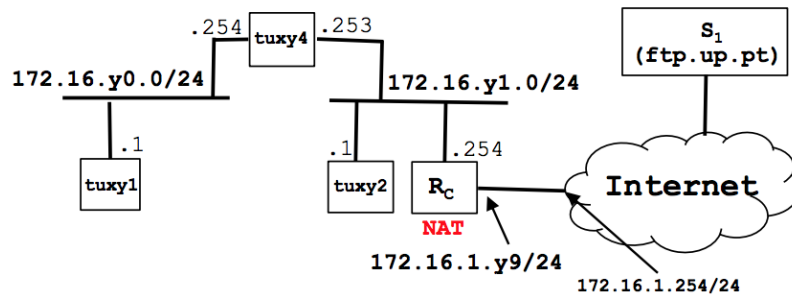 .254
tuxy4
.253
S1
(ftp.up.pt)
172.16.y0.0/24
172.16.y1.0/24
.1
.1
.254
tuxy1
tuxy2
RC
Internet
NAT
172.16.1.y9/24
172.16.1.254/24